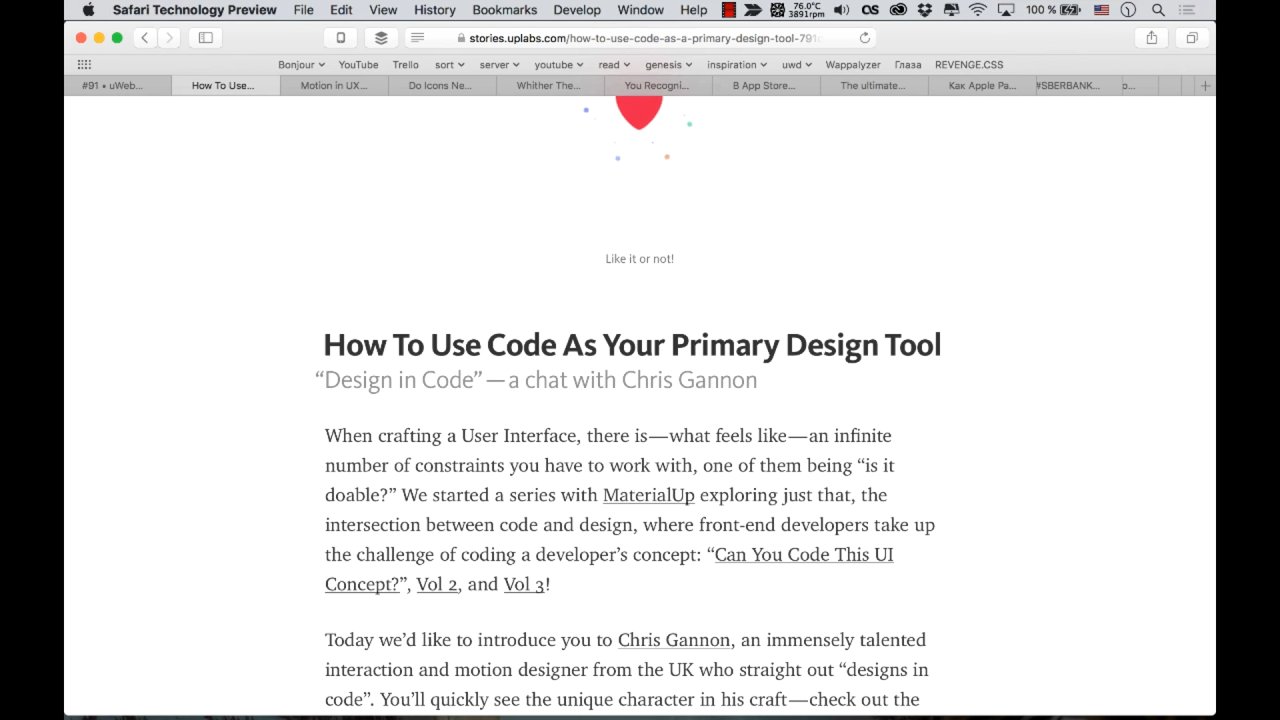 Safari Technology Preview File Edit View History Bookmarks Develop Window Help 76.0°C 3891rpm 100 %
stories.uplabs.com/how-to-use-code-as-a-primary-design-tool-791
Bonjour YouTube Trello sort server youtube read genesis inspiration uwd Wappalyzer Глаза REVENGE.CSS
#91 • uWeb... How To Use... Motion in UX... Do Icons Ne... Whither The... You Recogni... B App Store... The ultimate... Как Apple Pa... #SBERBANK...
Like it or not!
How To Use Code As Your Primary Design Tool
“Design in Code” — a chat with Chris Gannon
When crafting a User Interface, there is—what feels like—an infinite
number of constraints you have to work with, one of them being “is it
doable?” We started a series with MaterialUp exploring just that, the
intersection between code and design, where front-end developers take up
the challenge of coding a developer’s concept: “Can You Code This UI
Concept?”, Vol 2, and Vol 3!
Today we’d like to introduce you to Chris Gannon, an immensely talented
interaction and motion designer from the UK who straight out “designs in
code”. You’ll quickly see the unique character in his craft—check out the